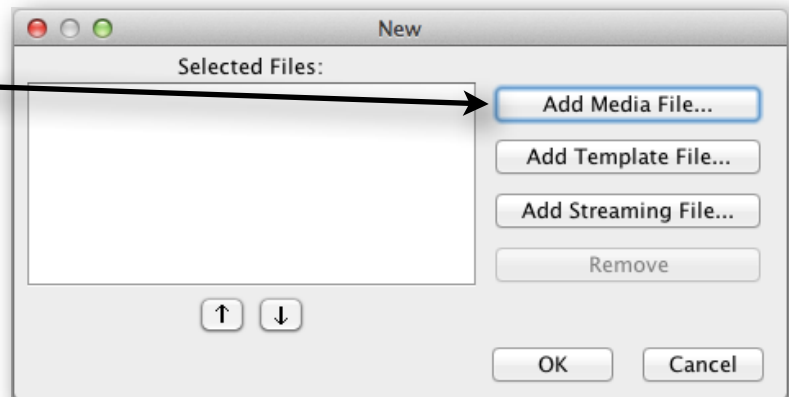 New
Selected Files:
Add Media File...
Add Template File...
Add Streaming File...
Remove
↑ ↓
OK Cancel